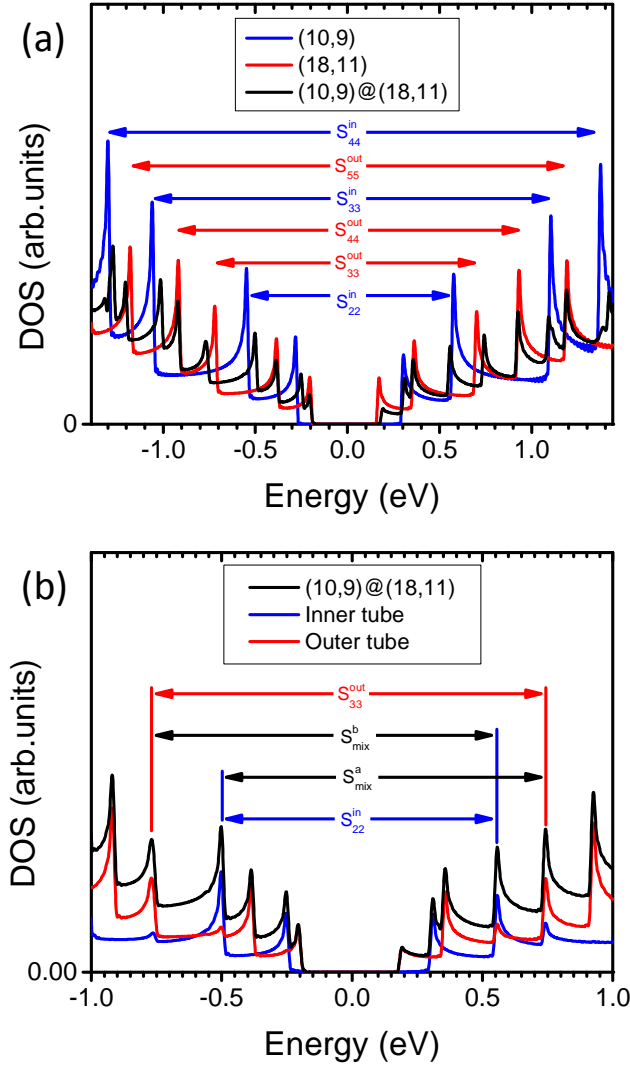 (a)
(10,9)
(18,11)
(10,9)@(18,11)
S44in
S55out
S33in
S44out
S33out
S22in
DOS (arb.units)
0
-1.0 -0.5 0.0 0.5 1.0
Energy (eV)
(b)
(10,9)@(18,11)
Inner tube
Outer tube
S33out
Smixb
Smixa
S22in
DOS (arb.units)
0.00
-1.0 -0.5 0.0 0.5 1.0
Energy (eV)